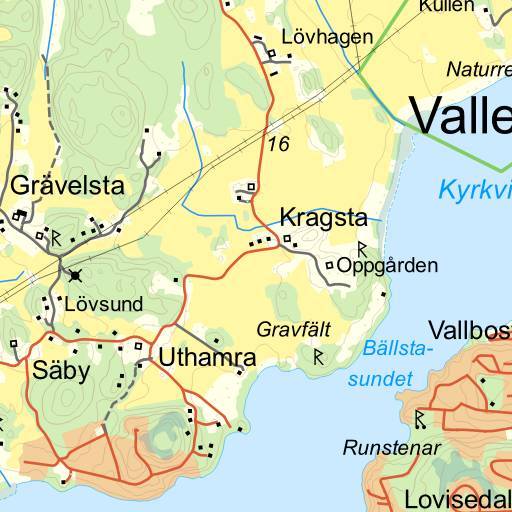 Kullen
Lövhagen
Naturre
Valle
16
Grävelsta
Kyrkvi
Kragsta
R
R
Oppgården
Lövsund
Gravfält
Vallbos
Uthamra
R
Bällsta-
sundet
Säby
R
Runstenar
Lovisedal